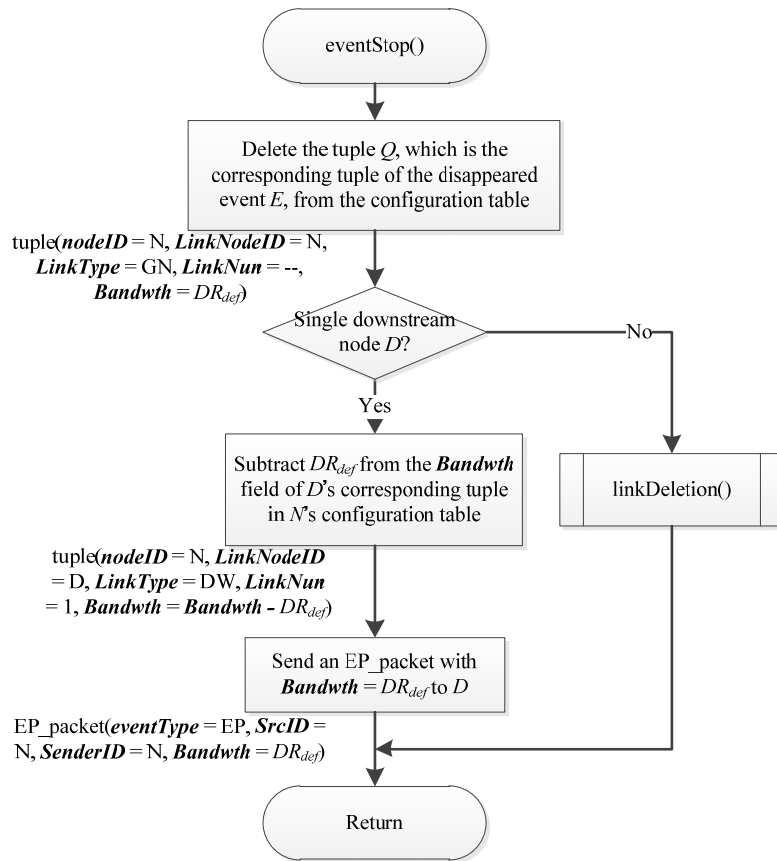 eventStop()
Delete the tuple Q, which is the
corresponding tuple of the disappeared
event E, from the configuration table
tuple(nodeID = N, LinkNodeID = N,
LinkType = GN, LinkNun = --,
Bandwth = DRdef)
Single downstream
node D?
No
Yes
Subtract DRdef from the Bandwth
field of D's corresponding tuple
in N's configuration table
linkDeletion()
tuple(nodeID = N, LinkNodeID
= D, LinkType = DW, LinkNun
= 1, Bandwth = Bandwth - DRdef)
Send an EP_packet with
Bandwth = DRdef to D
EP_packet(eventType = EP, SrcID =
N, SenderID = N, Bandwth = DRdef)
Return